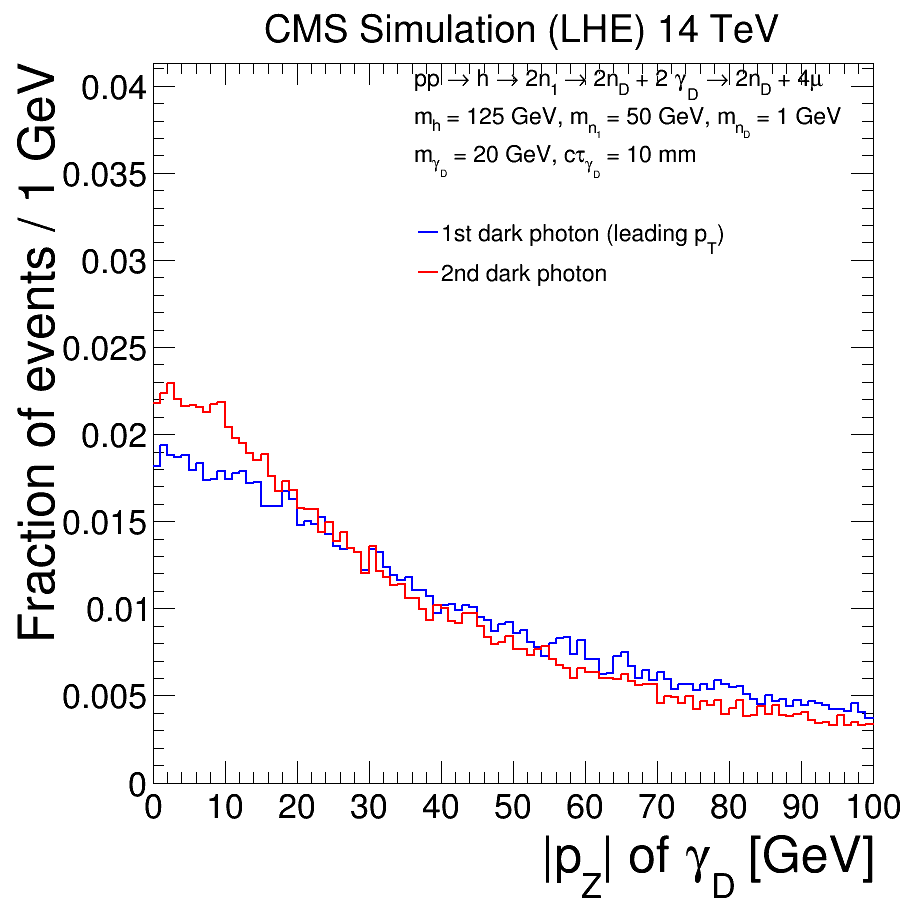 CMS Simulation (LHE) 14 TeV
pp → h → 2n1 → 2nD + 2 γD → 2nD + 4μ
mh = 125 GeV, mn1 = 50 GeV, mnD = 1 GeV
mγD = 20 GeV, cτγD = 10 mm
1st dark photon (leading pT)
2nd dark photon
Fraction of events / 1 GeV
0.04
0.035
0.03
0.025
0.02
0.015
0.01
0.005
0
0 10 20 30 40 50 60 70 80 90 100
|pZ| of γD [GeV]